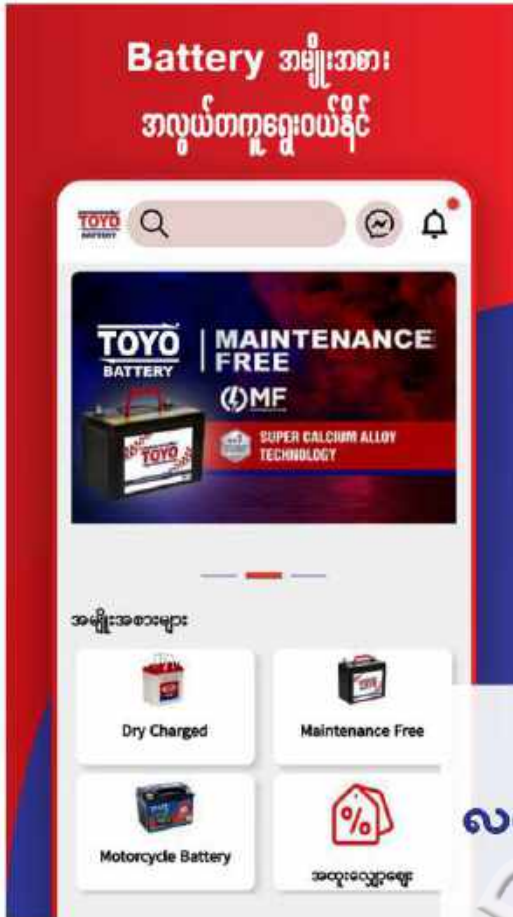 Battery အမျိုးအစား
အလွယ်တကူရွေးဝယ်နိုင်
TOYO
BATTERY
TOYO
BATTERY
MAINTENANCE
FREE
MF
SUPER CALCIUM ALLOY
TECHNOLOGY
TOYO
အမျိုးအစားများ
Dry Charged
Maintenance Free
Motorcycle Battery
အထူးလျှော့ဈေး